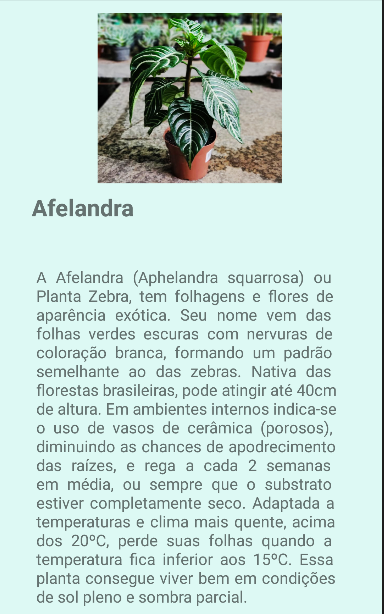 Afelandra
A Afelandra (Aphelandra squarrosa) ou
Planta Zebra, tem folhagens e flores de
aparência exótica. Seu nome vem das
folhas verdes escuras com nervuras de
coloração branca, formando um padrão
semelhante ao das zebras. Nativa das
florestas brasileiras, pode atingir até 40cm
de altura. Em ambientes internos indica-se
o uso de vasos de cerâmica (porosos),
diminuindo as chances de apodrecimento
das raízes, e rega a cada 2 semanas
em média, ou sempre que o substrato
estiver completamente seco. Adaptada a
temperaturas e clima mais quente, acima
dos 20ºC, perde suas folhas quando a
temperatura fica inferior aos 15ºC. Essa
planta consegue viver bem em condições
de sol pleno e sombra parcial.